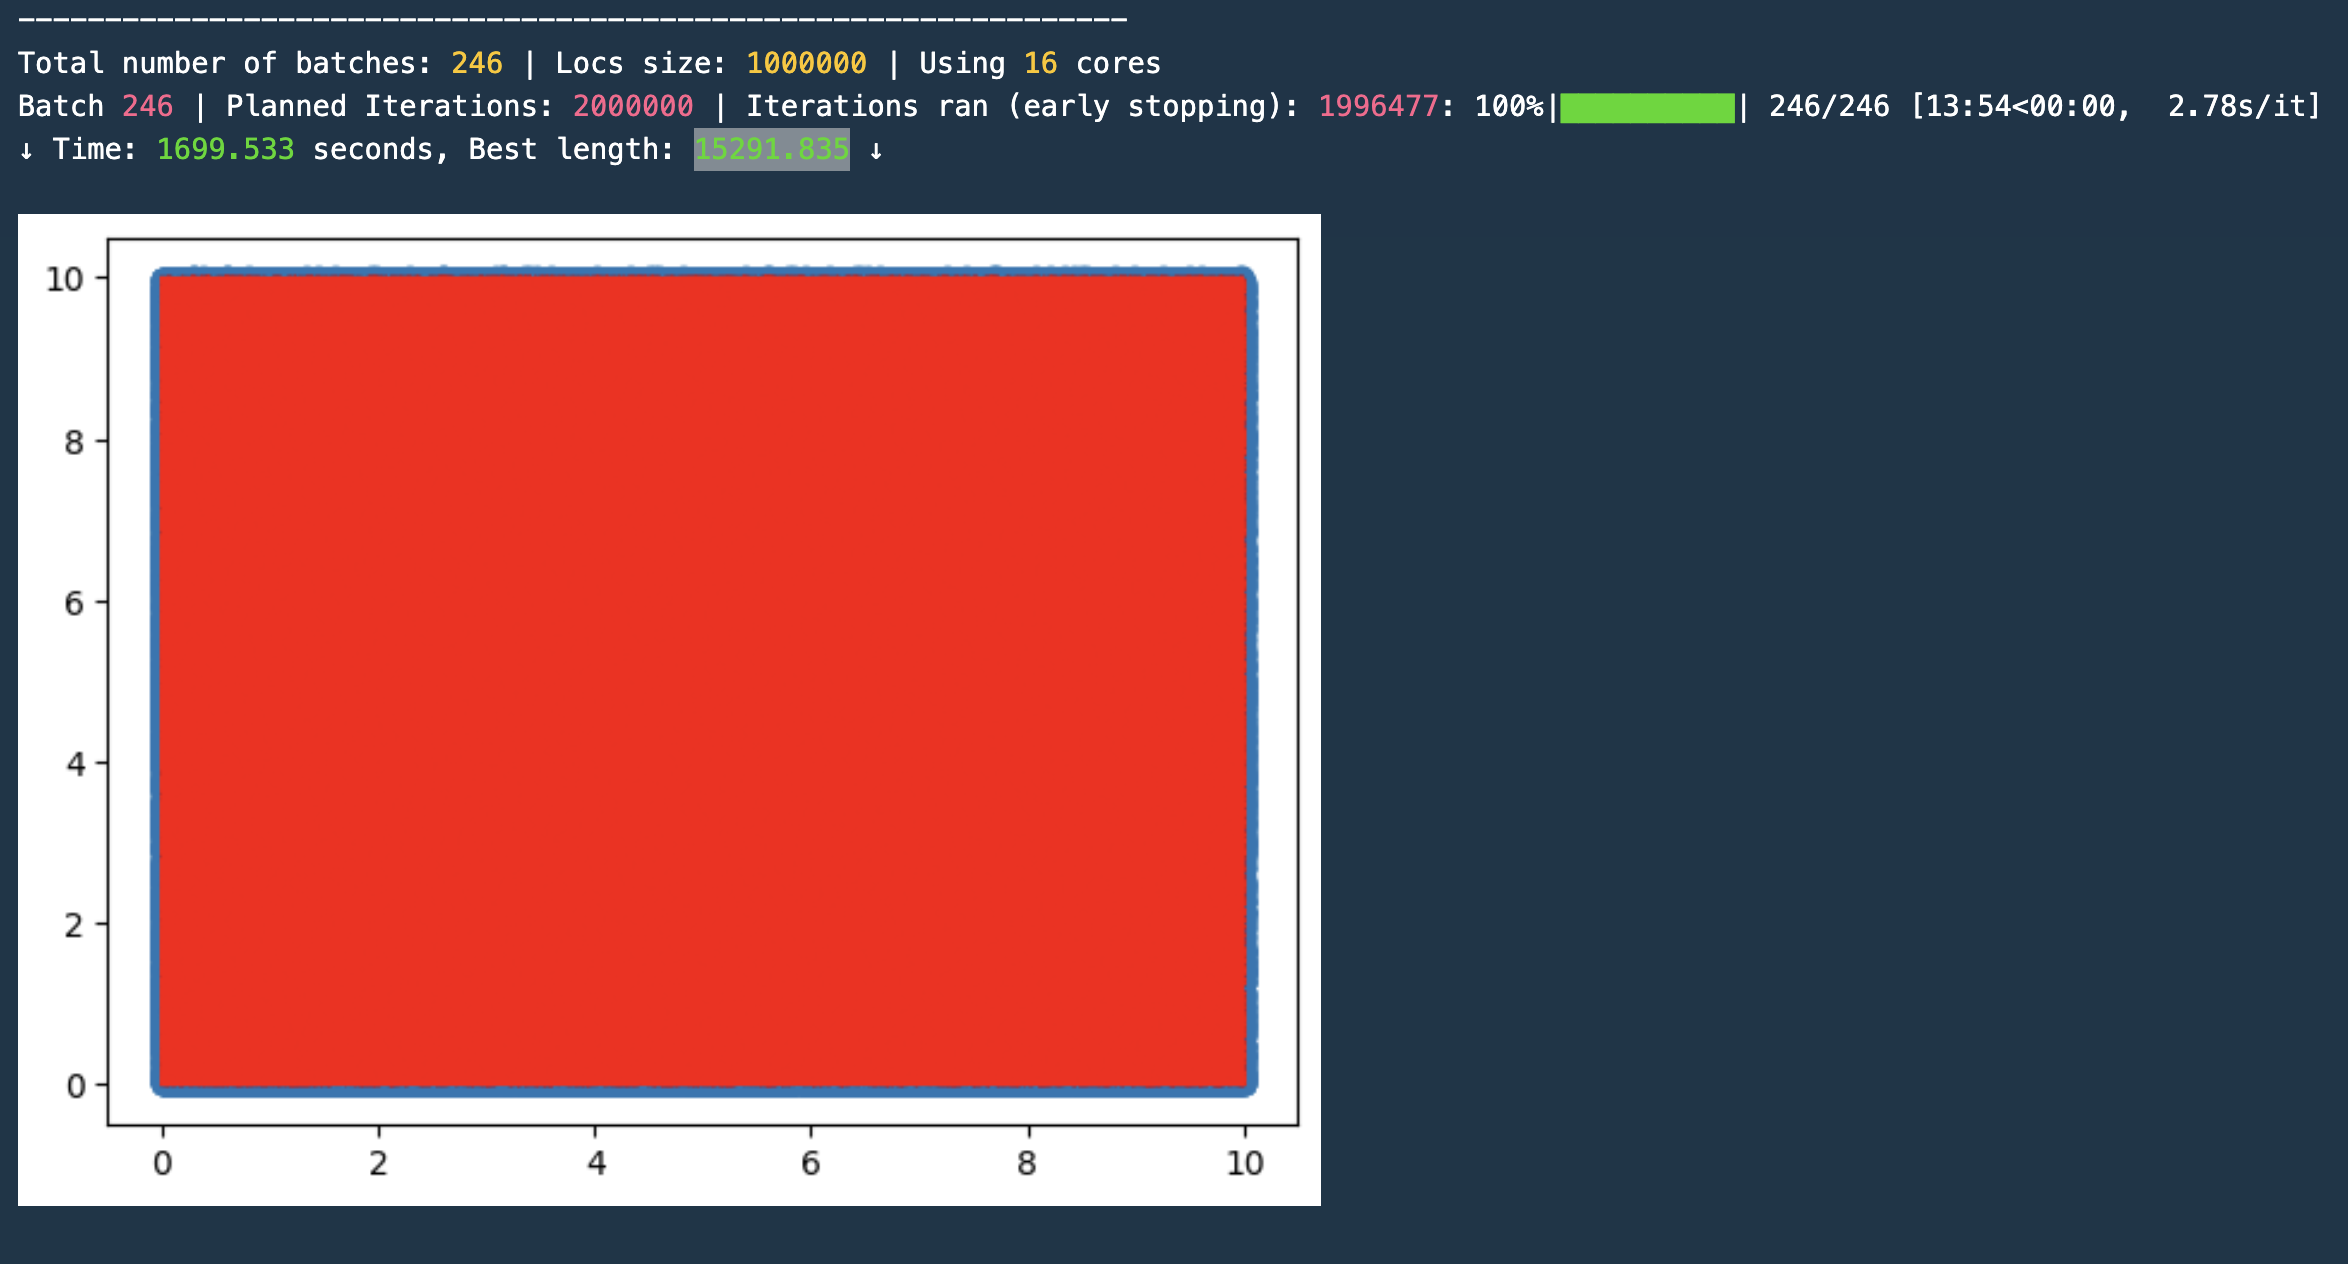 Total number of batches: 246 | Locs size: 1000000 | Using 16 cores
Batch 246 | Planned Iterations: 2000000 | Iterations ran (early stopping): 1996477: 100%|██████████| 246/246 [13:54<00:00,  2.78s/it]
↓ Time: 1699.533 seconds, Best length: 15291.835 ↓
10
8
6
4
2
0
0 2 4 6 8 10